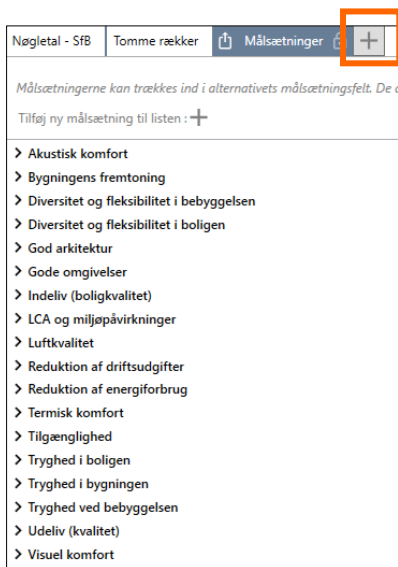 Nøgletal - SfB Tomme rækker Målsætninger
Målsætningerne kan trækkes ind i alternativets målsætningsfelt. De
Tilføj ny målsætning til listen :
Akustisk komfort
Bygningens fremtoning
Diversitet og fleksibilitet i bebyggelsen
Diversitet og fleksibilitet i boligen
God arkitektur
Gode omgivelser
Indeliv (boligkvalitet)
LCA og miljøpåvirkninger
Luftkvalitet
Reduktion af driftsudgifter
Reduktion af energiforbrug
Termisk komfort
Tilgænglighed
Tryghed i boligen
Tryghed i bygningen
Tryghed ved bebyggelsen
Udeliv (kvalitet)
Visuel komfort